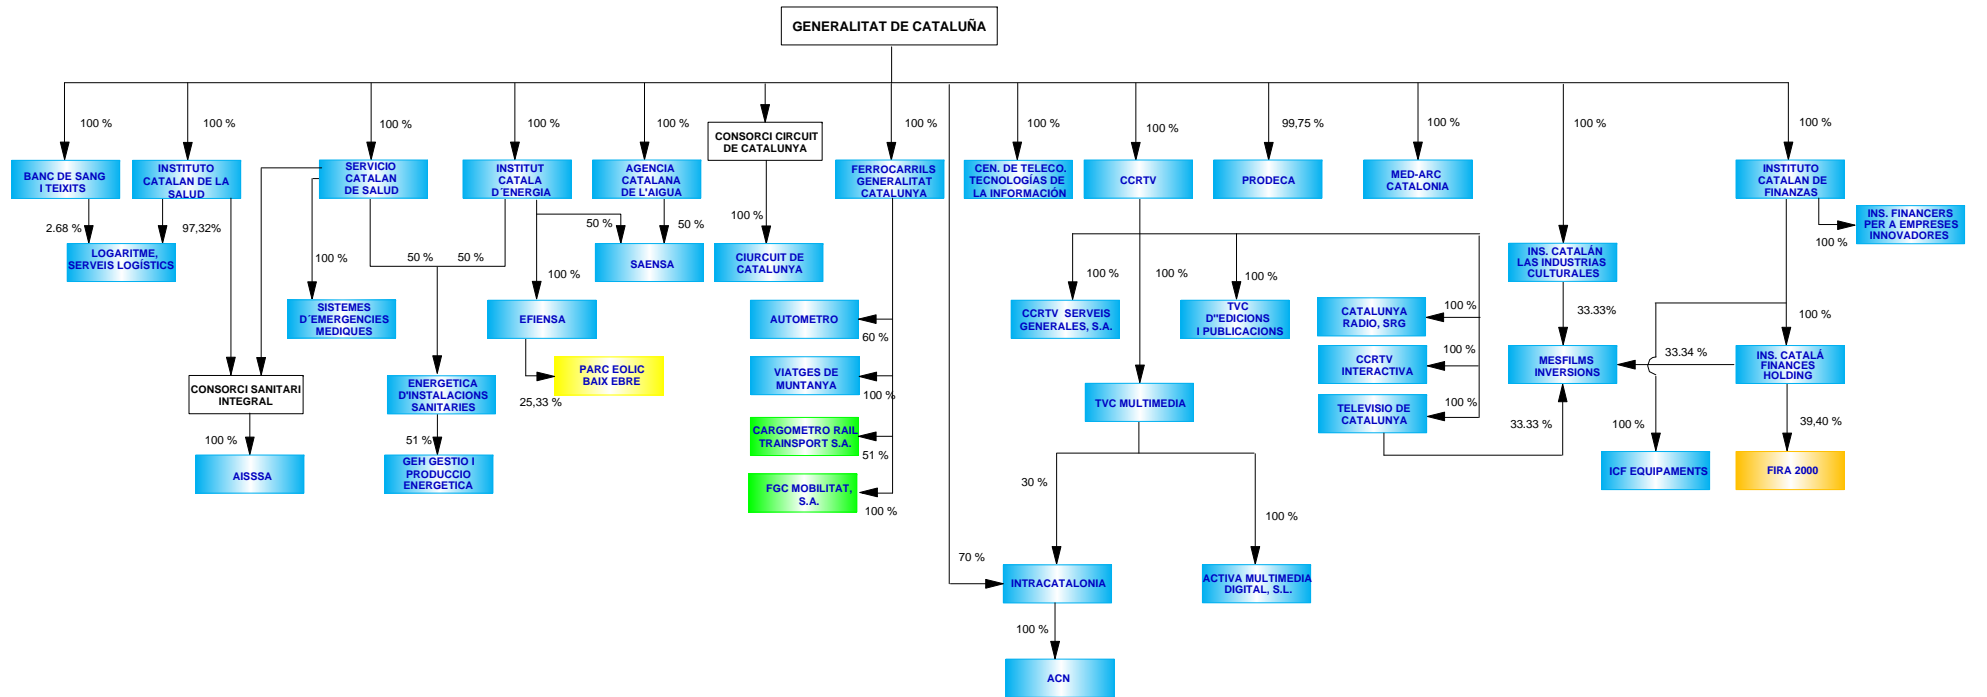 GENERALITAT DE CATALUÑA
100 %
100 %
100 %
100 %
100 %
100 %
100 %
100 %
99,75 %
100 %
100 %
100 %
CONSORCI CIRCUIT
DE CATALUNYA
BANC DE SANG
I TEIXITS
INSTITUTO
CATALAN DE LA
SALUD
SERVICIO
CATALAN
DE SALUD
INSTITUT
CATALA
D´ENERGIA
AGENCIA
CATALANA
DE L'AIGUA
FERROCARRILS
GENERALITAT
CATALUNYA
CEN. DE TELECO.
TECNOLOGÍAS DE
LA INFORMACIÓN
CCRTV
PRODECA
MED-ARC
CATALONIA
INSTITUTO
CATALAN DE
FINANZAS
2.68 %
97,32%
50 %
50 %
100 %
INS. FINANCERS
PER A EMPRESES
INNOVADORES
100 %
LOGARITME,
SERVEIS LOGÍSTICS
100 %
50 %
50 %
100 %
SAENSA
CIURCUIT DE
CATALUNYA
INS. CATALÁN
LAS INDUSTRIAS
CULTURALES
100 %
100 %
100 %
SISTEMES
D´EMERGENCIES
MEDIQUES
EFIENSA
AUTOMETRO
60 %
CCRTV  SERVEIS
GENERALES, S.A.
TVC
D"EDICIONS
I PUBLICACIONS
CATALUNYA
RADIO, SRG
100 %
33.33%
100 %
PARC EOLIC
BAIX EBRE
25,33 %
VIATGES DE
MUNTANYA
100 %
CCRTV
INTERACTIVA
100 %
MESFILMS
INVERSIONS
33.34 %
INS. CATALÁ
FINANCES
HOLDING
CONSORCI SANITARI
INTEGRAL
ENERGETICA
D'INSTALACIONS
SANITARIES
TVC MULTIMEDIA
TELEVISIO DE
CATALUNYA
100 %
33.33 %
100 %
39,40 %
100 %
51 %
CARGOMETRO RAIL
TRANSPORT S.A.
51 %
AISSSA
GEH GESTIO I
PRODUCCIO
ENERGETICA
ICF EQUIPAMENTS
FIRA 2000
FGC MOBILITAT,
S.A.
100 %
30 %
100 %
70 %
INTRACATALONIA
ACTIVA MULTIMEDIA
DIGITAL, S.L.
100 %
ACN